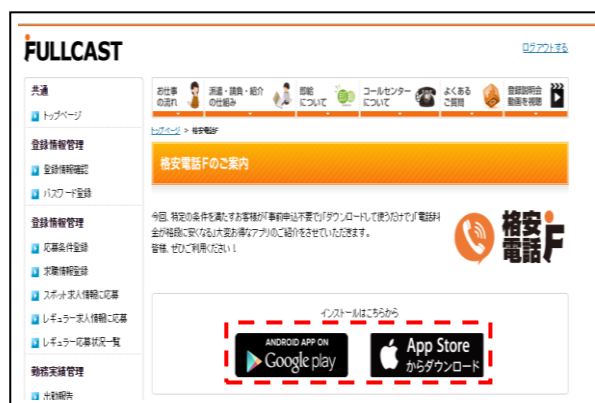 FULLCAST
ログアウトする
共通
トップページ
登録情報管理
登録情報確認
パスワード登録
登録情報管理
応募条件登録
求職情報登録
スポット求人情報に応募
レギュラー求人情報に応募
レギュラー応募状況一覧
勤務実績管理
出勤報告
お仕事
の流れ
派遣・請負・紹介
の仕組み
即給
について
コールセンター
について
よくある
ご質問
登録説明会
動画を視聴
トップページ > 格安電話F
格安電話Fのご案内
今回、特定の条件を満たすお客様が「事前申込不要で」「ダウンロードして使うだけで」「電話料
金が格段に安くなる」大変お得なアプリのご紹介をさせていただきます。
皆様、ぜひご利用ください！
格安
電話F
インストールはこちらから
ANDROID APP ON
Google play
App Store
からダウンロード